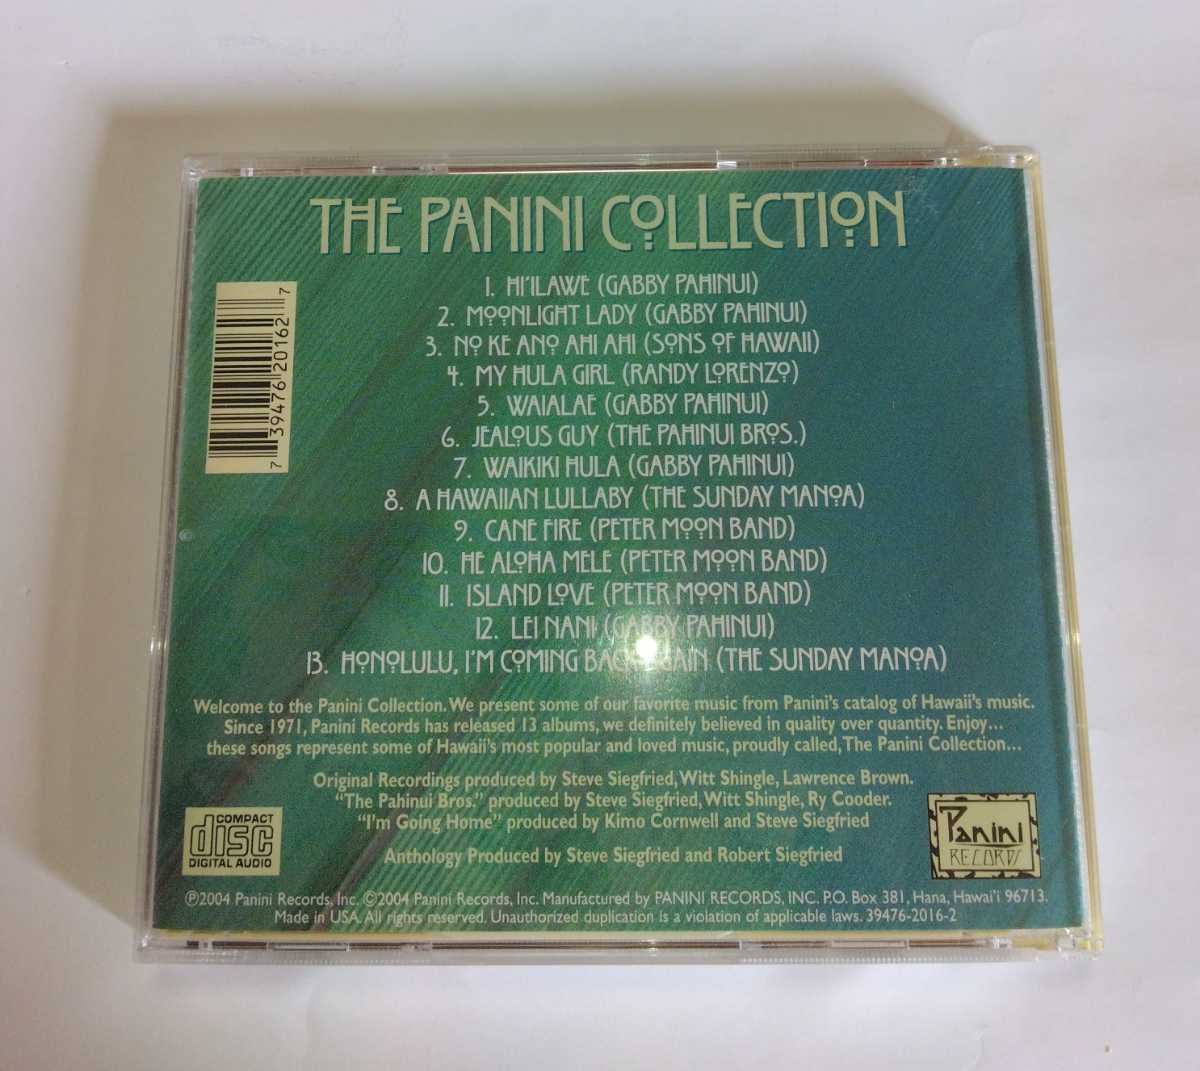 THE PANINI COLLECTION
1. HI'ILAWE (GABBY PAHINUI)
2. MOONLIGHT LADY (GABBY PAHINUI)
3. NO KE ANO AHI AHI (SONS OF HAWAII)
4. MY HULA GIRL (RANDY LORENZO)
5. WAIALAE (GABBY PAHINUI)
6. JEALOUS GUY (THE PAHINUI BROS.)
7. WAIKIKI HULA (GABBY PAHINUI)
8. A HAWAIIAN LULLABY (THE SUNDAY MANOA)
9. CANE FIRE (PETER MOON BAND)
10. HE ALOHA MELE (PETER MOON BAND)
11. ISLAND LOVE (PETER MOON BAND)
12. LEI NANI (GABBY PAHINUI)
13. HONOLULU, I'M COMING BACK AGAIN (THE SUNDAY MANOA)
7 39476 20162 7
Welcome to the Panini Collection. We present some of our favorite music from Panini's catalog of Hawaii's music.
Since 1971, Panini Records has released 13 albums, we definitely believed in quality over quantity. Enjoy...
these songs represent some of Hawaii's most popular and loved music, proudly called, The Panini Collection...
Original Recordings produced by Steve Siegfried, Witt Shingle, Lawrence Brown.
"The Pahinui Bros." produced by Steve Siegfried, Witt Shingle, Ry Cooder.
"I'm Going Home" produced by Kimo Cornwell and Steve Siegfried
Anthology Produced by Steve Siegfried and Robert Siegfried
COMPACT
disc
DIGITAL AUDIO
Panini
RECORDS
℗2004 Panini Records, Inc. ©2004 Panini Records, Inc. Manufactured by PANINI RECORDS, INC. P.O. Box 381, Hana, Hawai'i 96713.
Made in USA. All rights reserved. Unauthorized duplication is a violation of applicable laws. 39476-2016-2